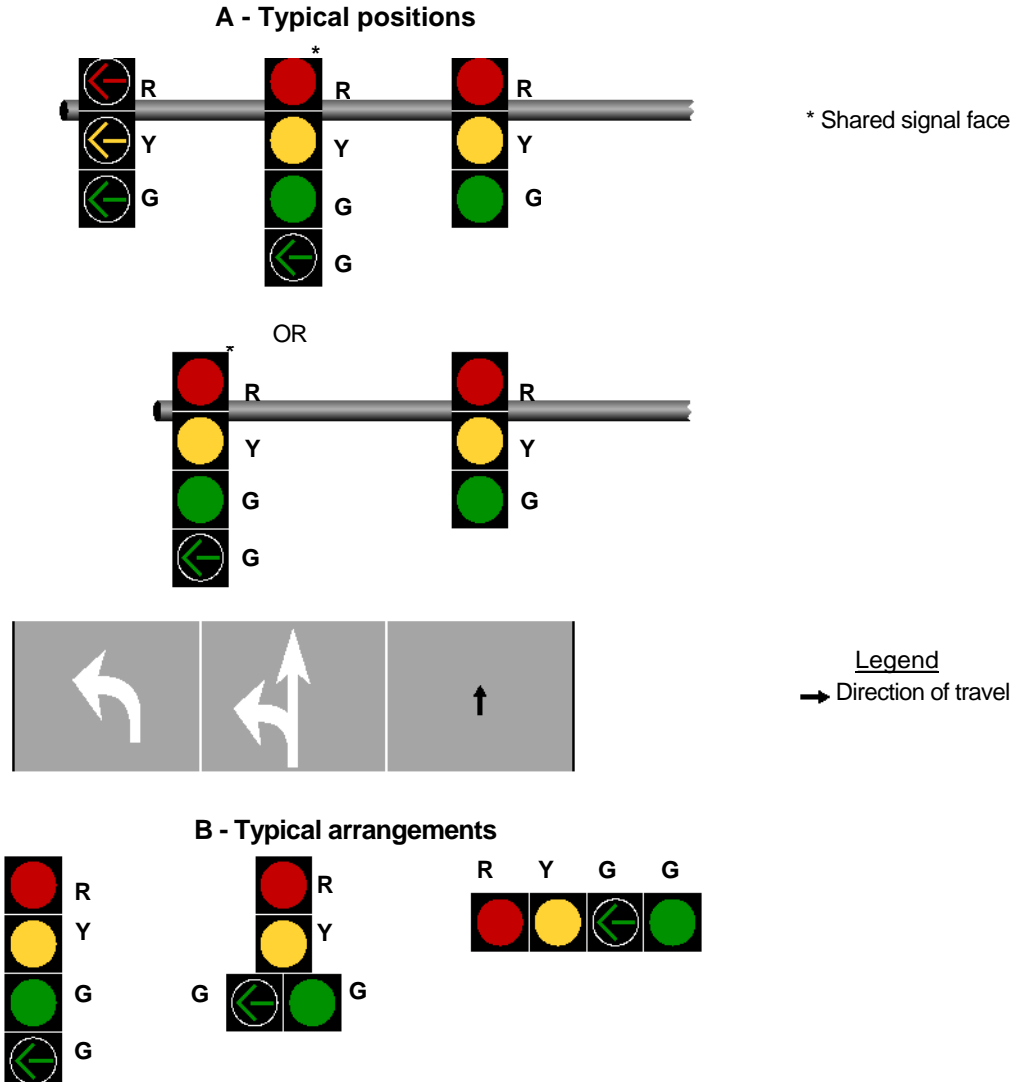 A - Typical positions
*
R R R
* Shared signal face
Y Y Y
G G G
G
OR
*
R R
Y Y
G G
G
Legend
Direction of travel
B - Typical arrangements
R Y G G
R R
Y Y
G G G
G